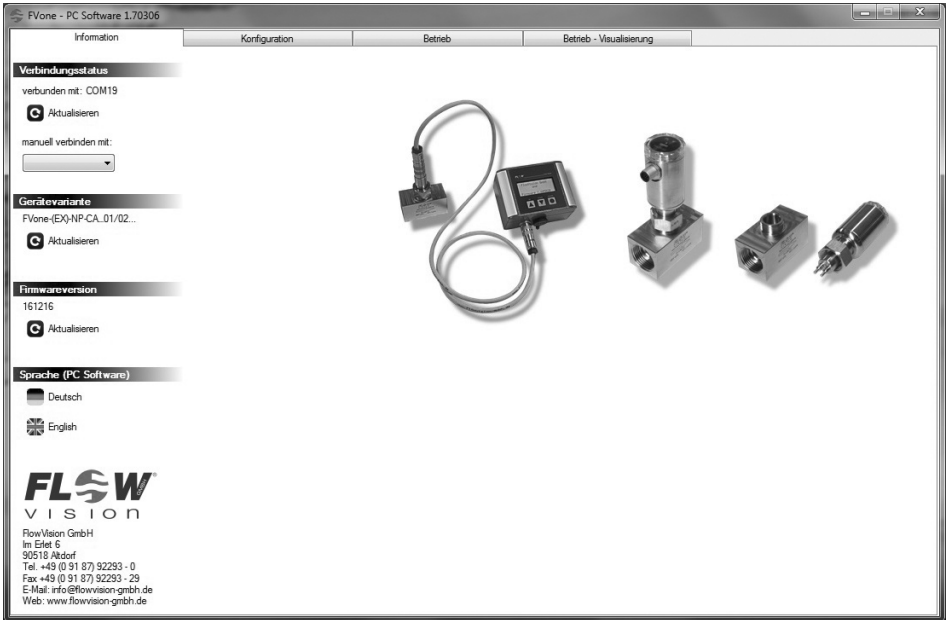 FVone - PC Software 1.70306
Information
Konfiguration
Betrieb
Betrieb - Visualisierung
Verbindungsstatus
verbunden mit: COM19
Aktualisieren
manuell verbinden mit:
Gerätevariante
FVone-(EX)-NP-CA..01/02...
Aktualisieren
Firmwareversion
161216
Aktualisieren
Sprache (PC Software)
Deutsch
English
FLOW
VISION
FlowVision GmbH
Im Erlet 6
90518 Altdorf
Tel. +49 (0 91 87) 92293 - 0
Fax +49 (0 91 87) 92293 - 29
E-Mail: info@flowvision-gmbh.de
Web: www.flowvision-gmbh.de